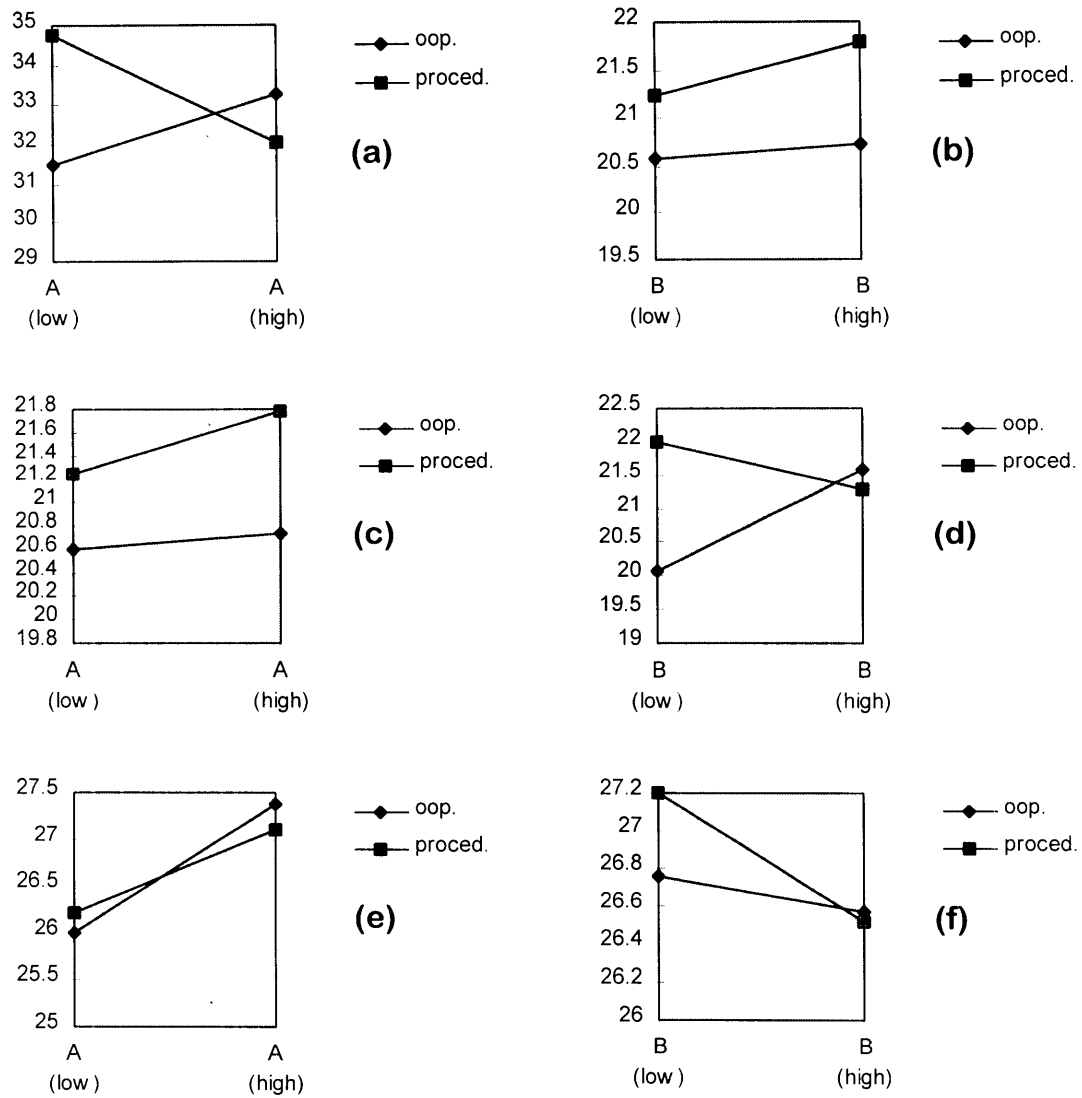 35
34
33
32
31
30
29
A
(low)
A
(high)
oop.
proced.
(a)
22
21.5
21
20.5
20
19.5
B
(low)
B
(high)
oop.
proced.
(b)
21.8
21.6
21.4
21.2
21
20.8
20.6
20.4
20.2
20
19.8
A
(low)
A
(high)
oop.
proced.
(c)
22.5
22
21.5
21
20.5
20
19.5
19
B
(low)
B
(high)
oop.
proced.
(d)
27.5
27
26.5
26
25.5
25
A
(low)
A
(high)
oop.
proced.
(e)
27.2
27
26.8
26.6
26.4
26.2
26
B
(low)
B
(high)
oop.
proced.
(f)